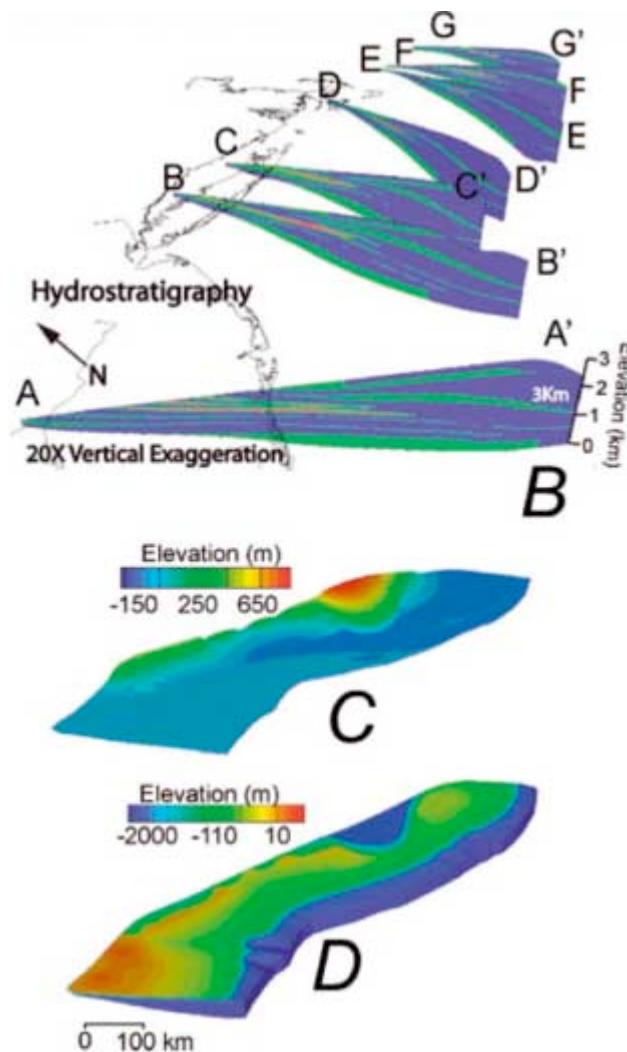 G
F
G'
E
F
D
E
C
C'
D'
B
B'
Hydrostratigraphy
A'
N
A
3
2
1
0
Elevation (km)
3Km
20X Vertical Exaggeration
B
Elevation (m)
-150 250 650
C
Elevation (m)
-2000 -110 10
D
0 100 km